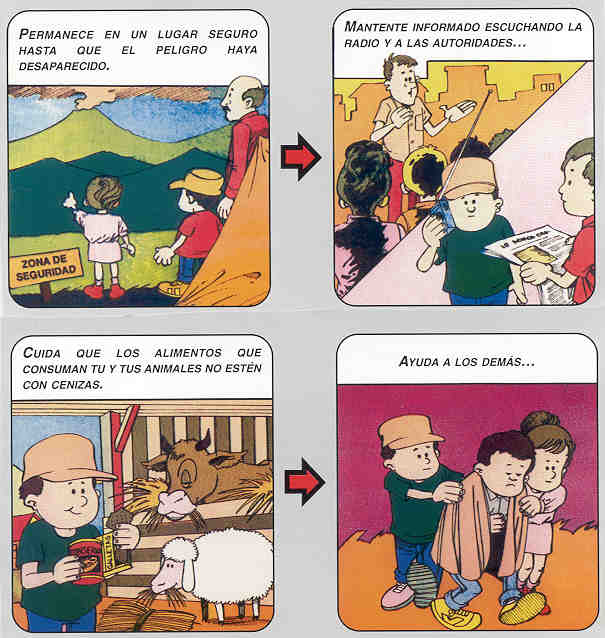 PERMANECE EN UN LUGAR SEGURO
HASTA QUE EL PELIGRO HAYA
DESAPARECIDO.
ZONA DE
SEGURIDAD
MANTENTE INFORMADO ESCUCHANDO LA
RADIO Y A LAS AUTORIDADES...
CUIDA QUE LOS ALIMENTOS QUE
CONSUMAN TU Y TUS ANIMALES NO ESTÉN
CON CENIZAS.
GALLETAS
AYUDA A LOS DEMÁS...